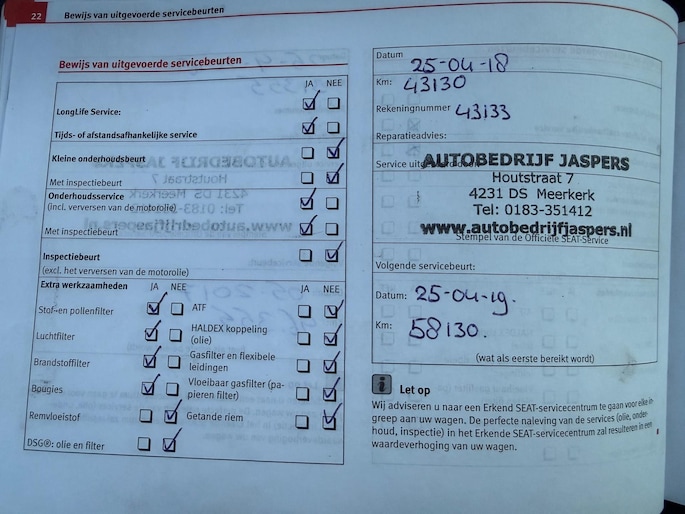 22 Bewijs van uitgevoerde servicebeurten
Bewijs van uitgevoerde servicebeurten
JA NEE
LongLife Service:
Tijds- of afstandsafhankelijke service
Kleine onderhoudsbeurt
Met inspectiebeurt
Onderhoudsservice
(incl. verversen van de motorolie)
Met inspectiebeurt
Inspectiebeurt
(excl. het verversen van de motorolie)
Extra werkzaamheden JA NEE JA NEE
Stof-en pollenfilter ATF
Luchtfilter HALDEX koppeling
(olie)
Brandstoffilter Gasfilter en flexibele
leidingen
Bougies Vloeibaar gasfilter (pa-
pieren filter)
Remvloeistof Getande riem
DSG®: olie en filter
Datum 25-04-18
Km: 43130
Rekeningnummer 43133
Reparatieadvies:
Service uitgevoerd door:
AUTOBEDRIJF JASPERS
Houtstraat 7
4231 DS Meerkerk
Tel: 0183-351412
www.autobedrijfjaspers.nl
Stempel van de Officiële SEAT-Service
Volgende servicebeurt:
Datum: 25-04-19.
Km: 58130.
(wat als eerste bereikt wordt)
i Let op
Wij adviseren u naar een Erkend SEAT-servicecentrum te gaan voor elke in-
greep aan uw wagen. De perfecte naleving van de services (olie, onder-
houd, inspectie) in het Erkende SEAT-servicecentrum zal resulteren in een
waardeverhoging van uw wagen.